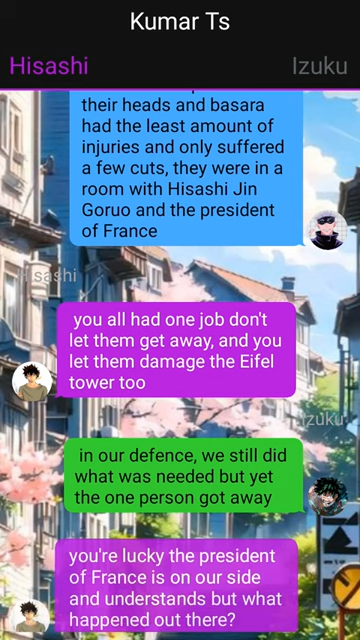 Kumar Ts
Hisashi
Izuku
their heads and basara
had the least amount of
injuries and only suffered
a few cuts, they were in a
room with Hisashi Jin
Goruo and the president
of France
Hisashi
you all had one job don't
let them get away, and you
let them damage the Eifel
tower too
Izuku
in our defence, we still did
what was needed but yet
the one person got away
you're lucky the president
of France is on our side
and understands but what
happened out there?